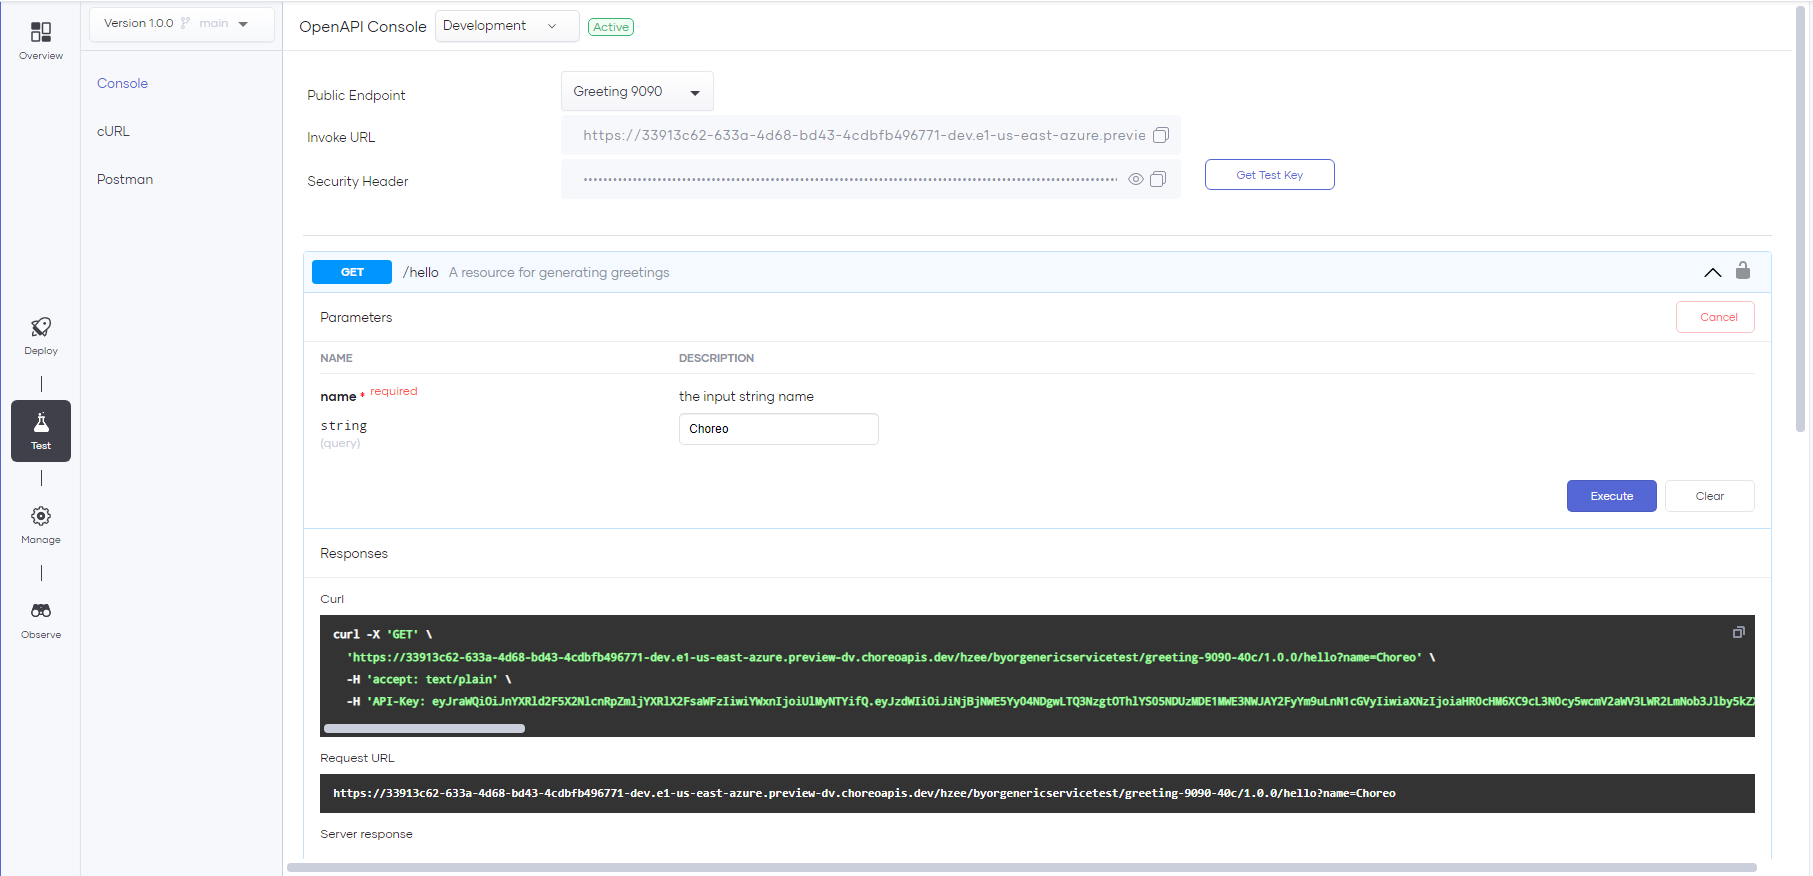 Overview
Deploy
Test
Manage
Observe
Version 1.0.0 main
Console
cURL
Postman
OpenAPI Console Development Active
Public Endpoint Greeting 9090
Invoke URL https://33913c62-633a-4d68-bd43-4cdbfb496771-dev.e1-us-east-azure.previe
Security Header Get Test Key
GET /hello A resource for generating greetings
Parameters Cancel
NAME DESCRIPTION
name * required the input string name
string Choreo
(query)
Execute Clear
Responses
Curl
curl -X 'GET' \
'https://33913c62-633a-4d68-bd43-4cdbfb496771-dev.e1-us-east-azure.preview-dv.choreoapis.dev/hzee/byorgenericservicetest/greeting-9090-40c/1.0.0/hello?name=Choreo' \
-H 'accept: text/plain' \
-H 'API-Key:
Request URL
https://33913c62-633a-4d68-bd43-4cdbfb496771-dev.e1-us-east-azure.preview-dv.choreoapis.dev/hzee/byorgenericservicetest/greeting-9090-40c/1.0.0/hello?name=Choreo
Server response